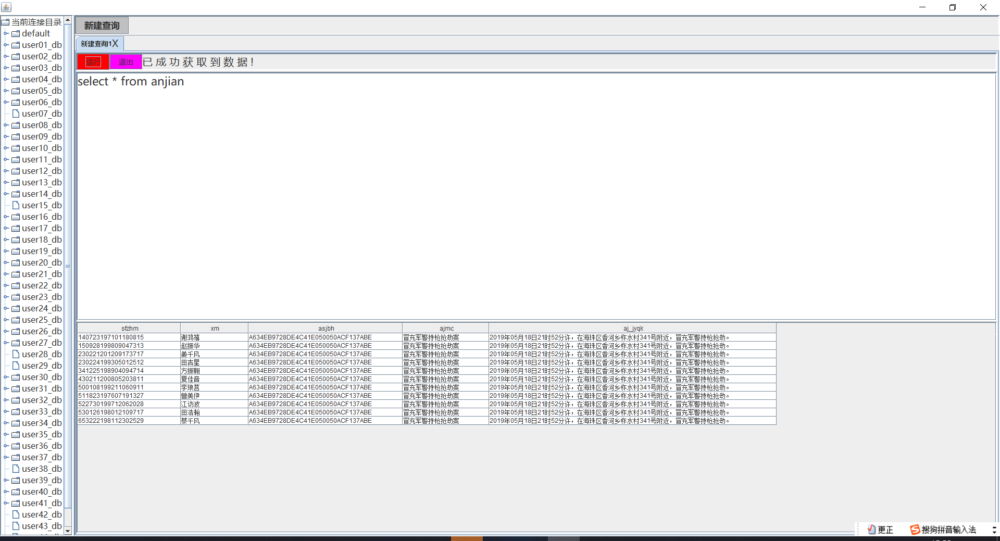 当前连接目录
default
user01_db
user02_db
user03_db
user04_db
user05_db
user06_db
user07_db
user08_db
user09_db
user10_db
user11_db
user12_db
user13_db
user14_db
user15_db
user16_db
user17_db
user18_db
user19_db
user20_db
user21_db
user22_db
user23_db
user24_db
user25_db
user26_db
user27_db
user28_db
user29_db
user30_db
user31_db
user32_db
user33_db
user34_db
user35_db
user36_db
user37_db
user38_db
user39_db
user40_db
user41_db
user42_db
user43_db
新建查询
新建查询1X
运行 退出 已成功获取到数据！
select * from anjian
sfzhm xm asjbh ajmc aj_jyqk
140723197101180815 谢鸿禧 A634EB9728DE4C41E050050ACF137ABE 冒充军警持枪抢劫案 2019年05月18日21时52分许，在海珠区香河乡柞水村341号附近，冒充军警持枪抢劫。
150928199809047313 赵振华 A634EB9728DE4C41E050050ACF137ABE 冒充军警持枪抢劫案 2019年05月18日21时52分许，在海珠区香河乡柞水村341号附近，冒充军警持枪抢劫。
230221201209173717 姜千风 A634EB9728DE4C41E050050ACF137ABE 冒充军警持枪抢劫案 2019年05月18日21时52分许，在海珠区香河乡柞水村341号附近，冒充军警持枪抢劫。
230224199305012512 田吉星 A634EB9728DE4C41E050050ACF137ABE 冒充军警持枪抢劫案 2019年05月18日21时52分许，在海珠区香河乡柞水村341号附近，冒充军警持枪抢劫。
341225198904094714 方振翱 A634EB9728DE4C41E050050ACF137ABE 冒充军警持枪抢劫案 2019年05月18日21时52分许，在海珠区香河乡柞水村341号附近，冒充军警持枪抢劫。
430211200805203811 夏佳音 A634EB9728DE4C41E050050ACF137ABE 冒充军警持枪抢劫案 2019年05月18日21时52分许，在海珠区香河乡柞水村341号附近，冒充军警持枪抢劫。
500108199211060911 李琅莒 A634EB9728DE4C41E050050ACF137ABE 冒充军警持枪抢劫案 2019年05月18日21时52分许，在海珠区香河乡柞水村341号附近，冒充军警持枪抢劫。
511823197607191327 曾美伊 A634EB9728DE4C41E050050ACF137ABE 冒充军警持枪抢劫案 2019年05月18日21时52分许，在海珠区香河乡柞水村341号附近，冒充军警持枪抢劫。
522730199712062028 江访波 A634EB9728DE4C41E050050ACF137ABE 冒充军警持枪抢劫案 2019年05月18日21时52分许，在海珠区香河乡柞水村341号附近，冒充军警持枪抢劫。
530126198012109717 田浩瀚 A634EB9728DE4C41E050050ACF137ABE 冒充军警持枪抢劫案 2019年05月18日21时52分许，在海珠区香河乡柞水村341号附近，冒充军警持枪抢劫。
653222198112302529 蔡千风 A634EB9728DE4C41E050050ACF137ABE 冒充军警持枪抢劫案 2019年05月18日21时52分许，在海珠区香河乡柞水村341号附近，冒充军警持枪抢劫。
更正 搜狗拼音输入法